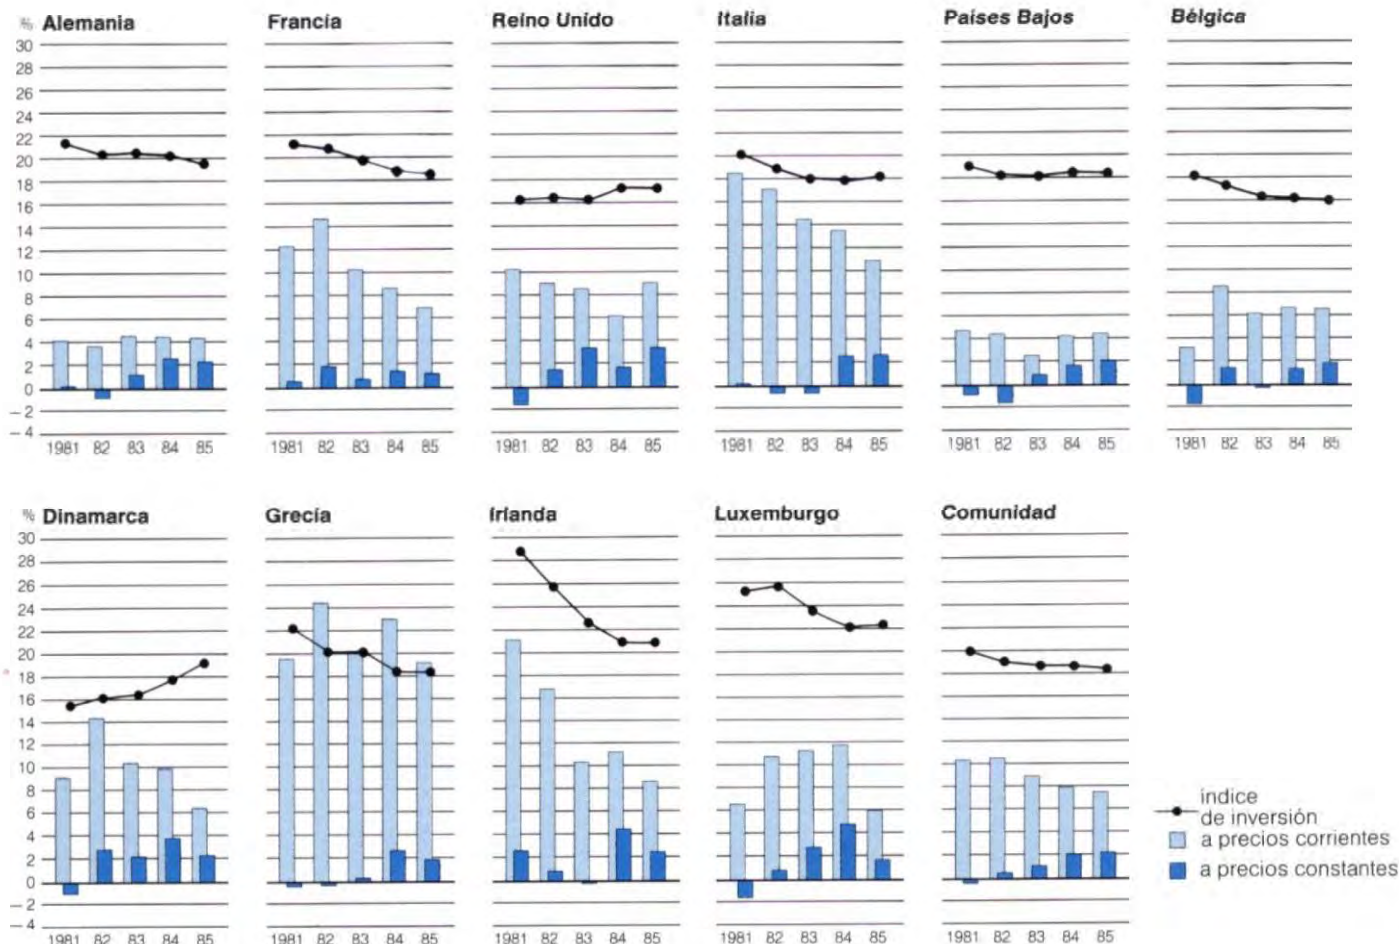 % Alemania
Francia
Reino Unido
Italia
Países Bajos
Bélgica
30
28
26
24
22
20
18
16
14
12
10
8
6
4
2
0
– 2
– 4
1981 82 83 84 85
1981 82 83 84 85
1981 82 83 84 85
1981 82 83 84 85
1981 82 83 84 85
1981 82 83 84 85
% Dinamarca
Grecia
Irlanda
Luxemburgo
Comunidad
30
28
26
24
22
20
18
16
14
12
10
8
6
4
2
0
– 2
– 4
1981 82 83 84 85
1981 82 83 84 85
1981 82 83 84 85
1981 82 83 84 85
1981 82 83 84 85
indice
de inversión
a precios corrientes
a precios constantes